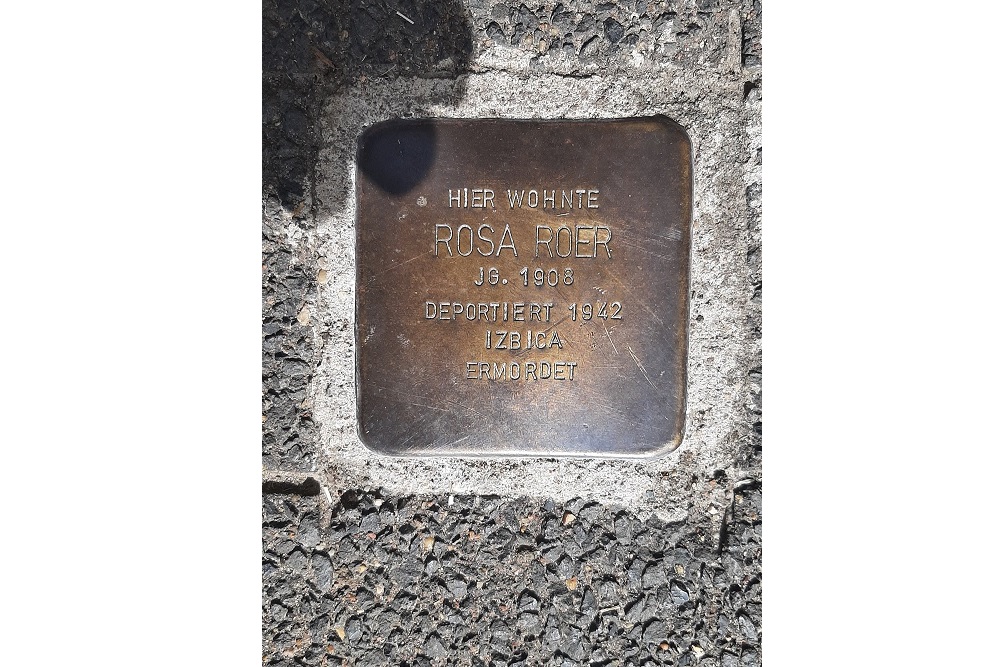 HIER WOHNTE
ROSA ROER
JG. 1908
DEPORTIERT 1942
IZBICA
ERMORDET